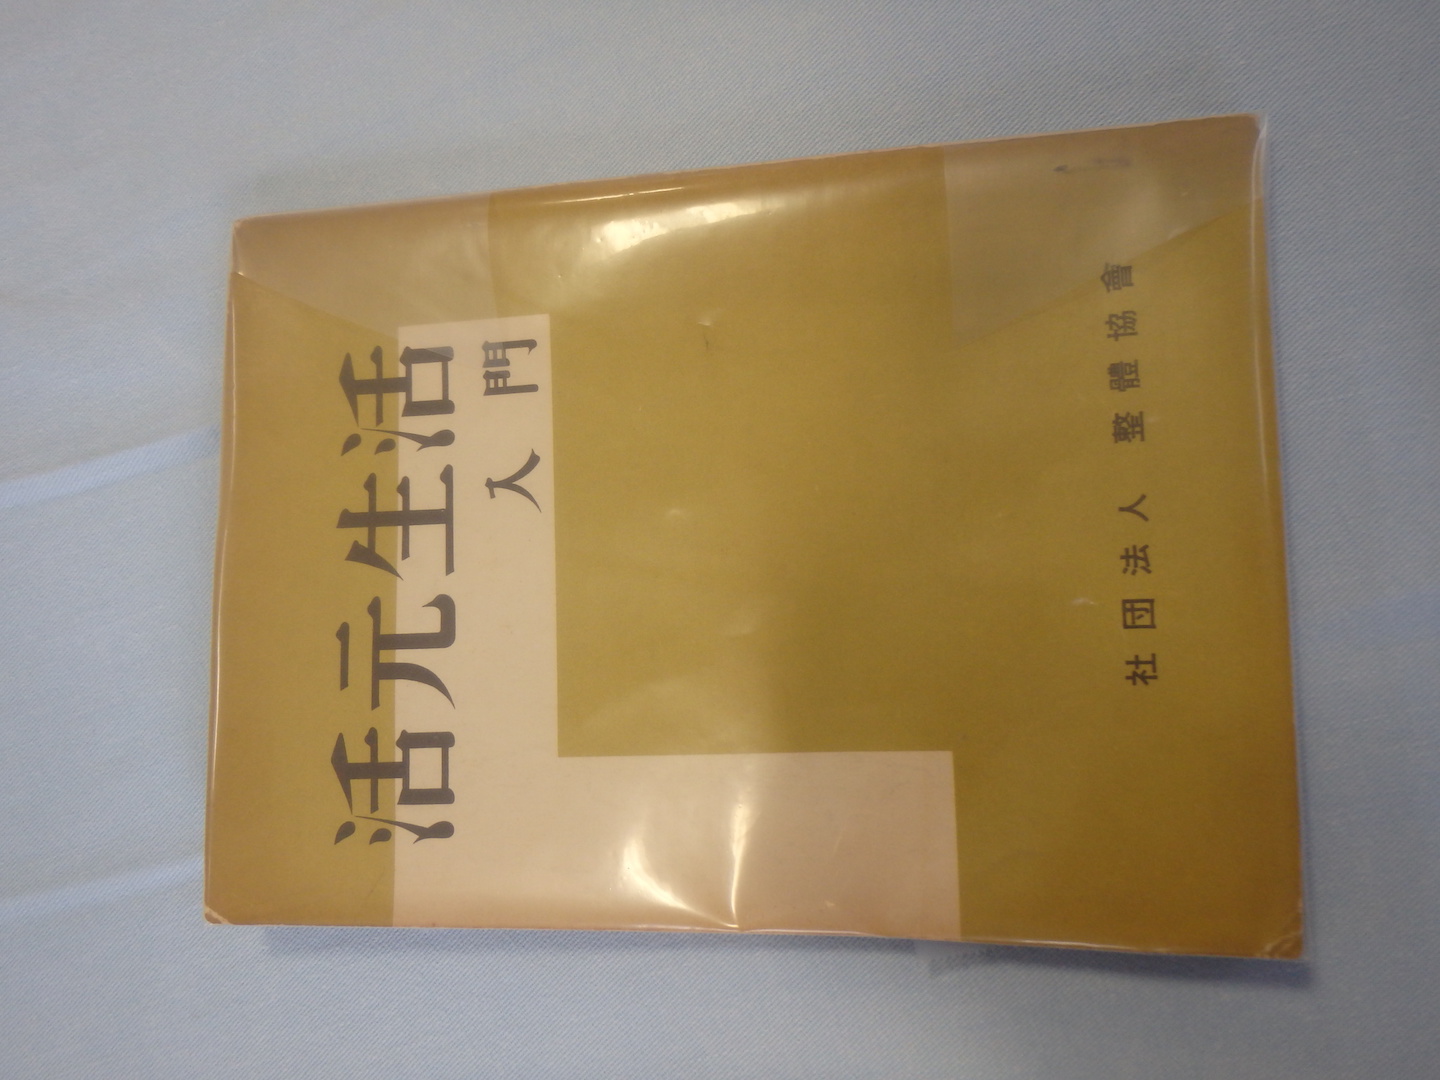 活元生活
入門
社団法人 整體協會